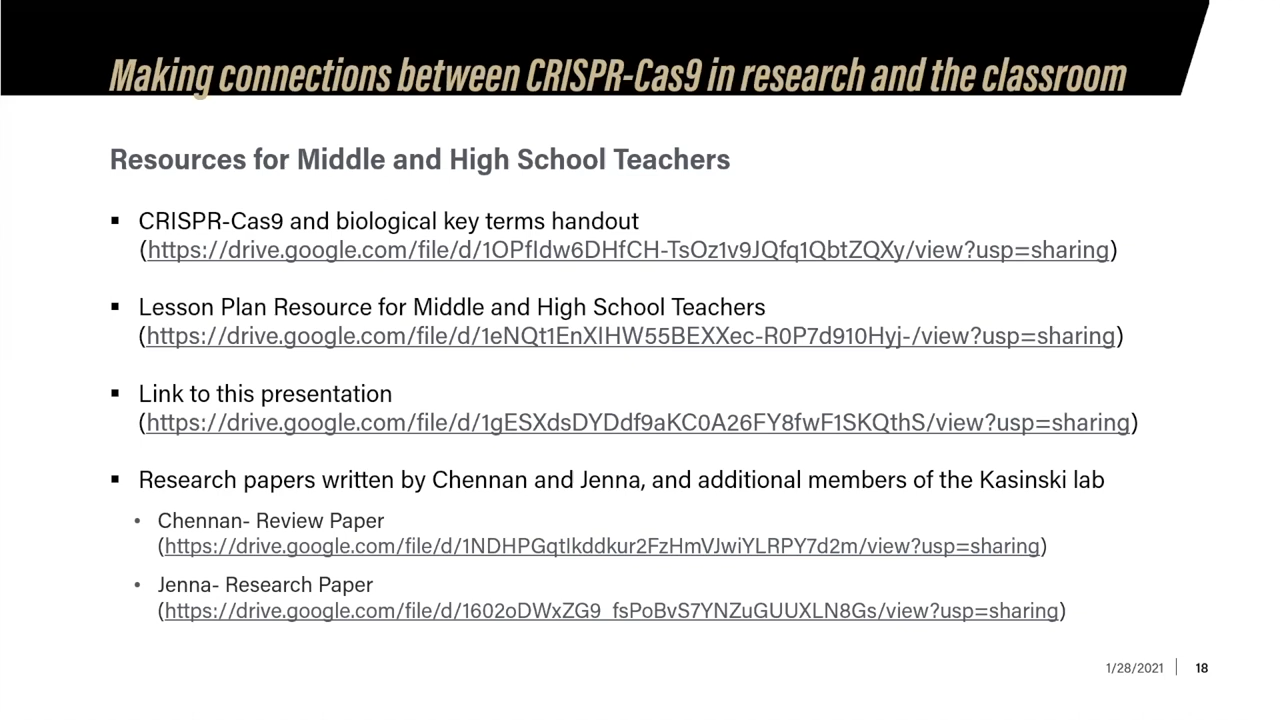 Making connections between CRISPR-Cas9 in research and the classroom
Resources for Middle and High School Teachers
▪ CRISPR-Cas9 and biological key terms handout
(https://drive.google.com/file/d/1OPfIdw6DHfCH-TsOz1v9JQfq1QbtZQXy/view?usp=sharing)
▪ Lesson Plan Resource for Middle and High School Teachers
(https://drive.google.com/file/d/1eNQt1EnXIHW55BEXXec-R0P7d910Hyj-/view?usp=sharing)
▪ Link to this presentation
(https://drive.google.com/file/d/1gESXdsDYDdf9aKC0A26FY8fwF1SKQthS/view?usp=sharing)
▪ Research papers written by Chennan and Jenna, and additional members of the Kasinski lab
• Chennan- Review Paper
(https://drive.google.com/file/d/1NDHPGqtIkddkur2FzHmVJwiYLRPY7d2m/view?usp=sharing)
• Jenna- Research Paper
(https://drive.google.com/file/d/1602oDWxZG9_fsPoBvS7YNZuGUUXLN8Gs/view?usp=sharing)
1/28/2021 | 18